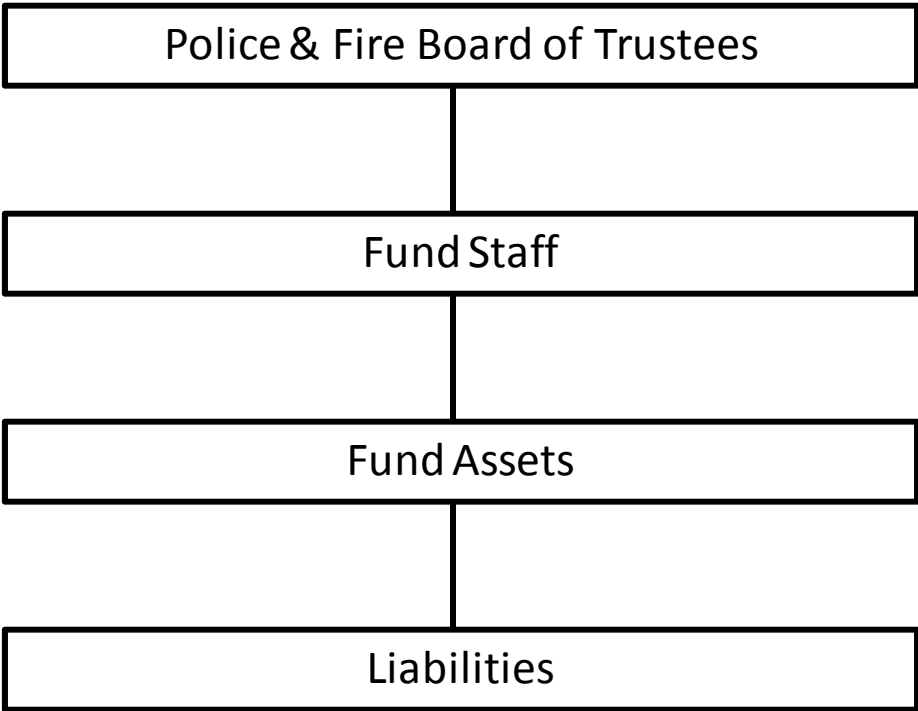 Police & Fire Board of Trustees
Fund Staff
Fund Assets
Liabilities